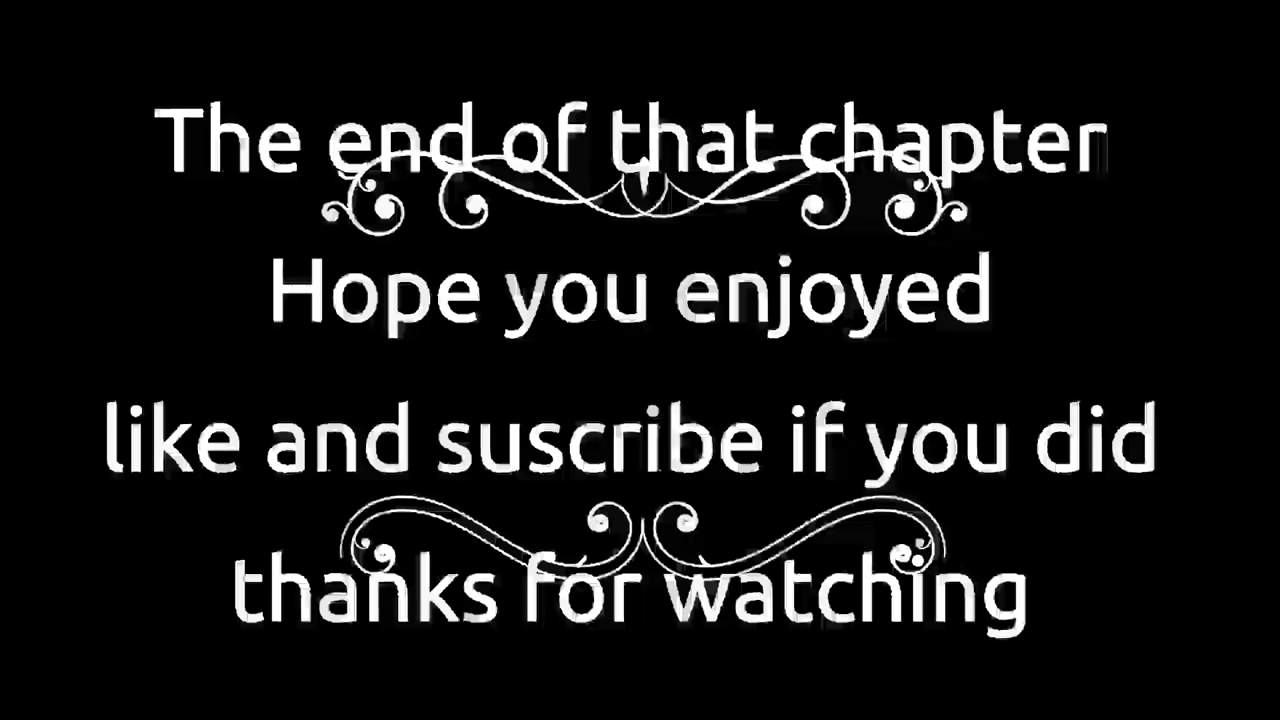 The end of that chapter
Hope you enjoyed
like and suscribe if you did
thanks for watching